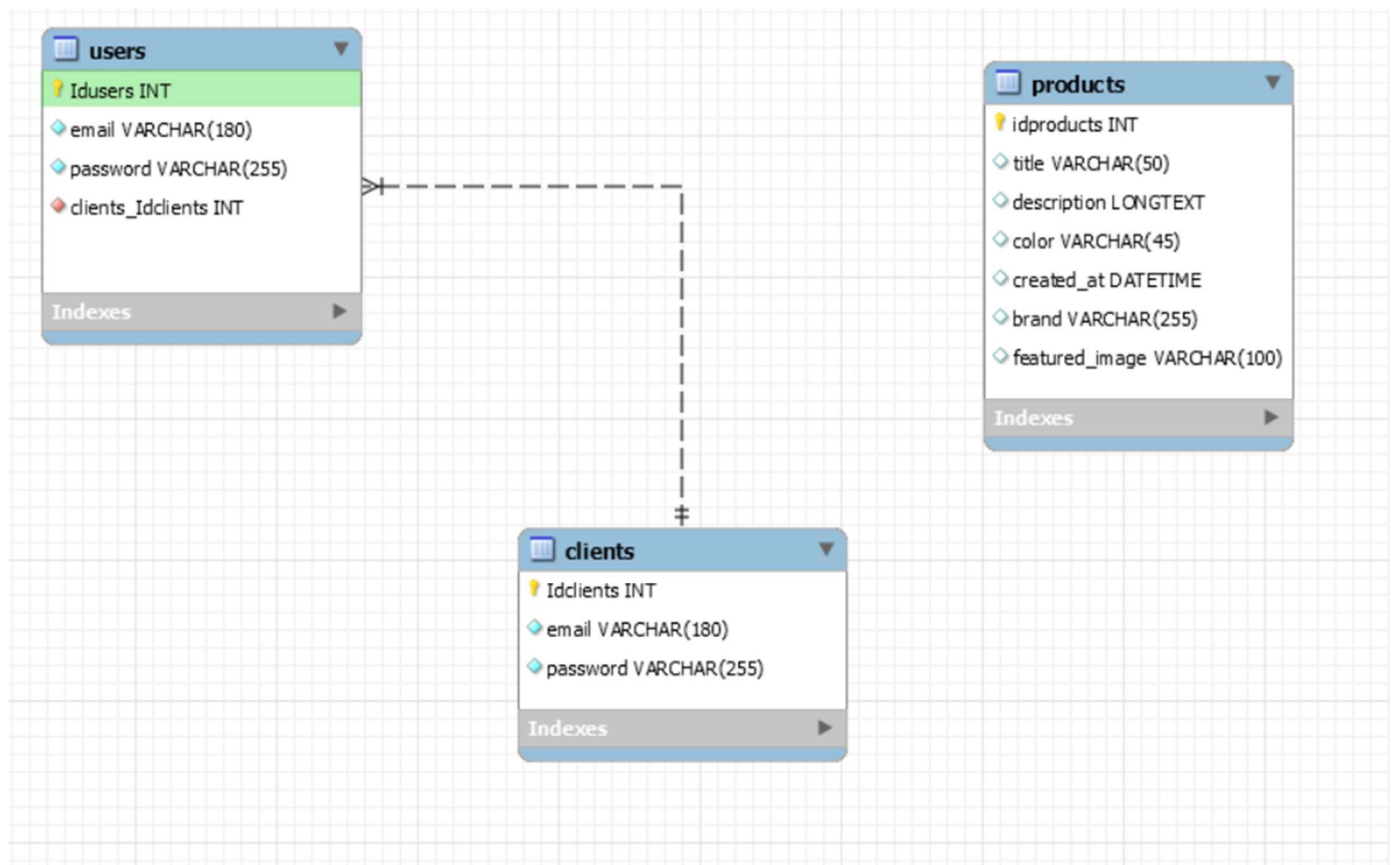 users
Idusers INT
email VARCHAR(180)
password VARCHAR(255)
clients_Idclients INT
Indexes
products
idproducts INT
title VARCHAR(50)
description LONGTEXT
color VARCHAR(45)
created_at DATETIME
brand VARCHAR(255)
featured_image VARCHAR(100)
Indexes
clients
Idclients INT
email VARCHAR(180)
password VARCHAR(255)
Indexes